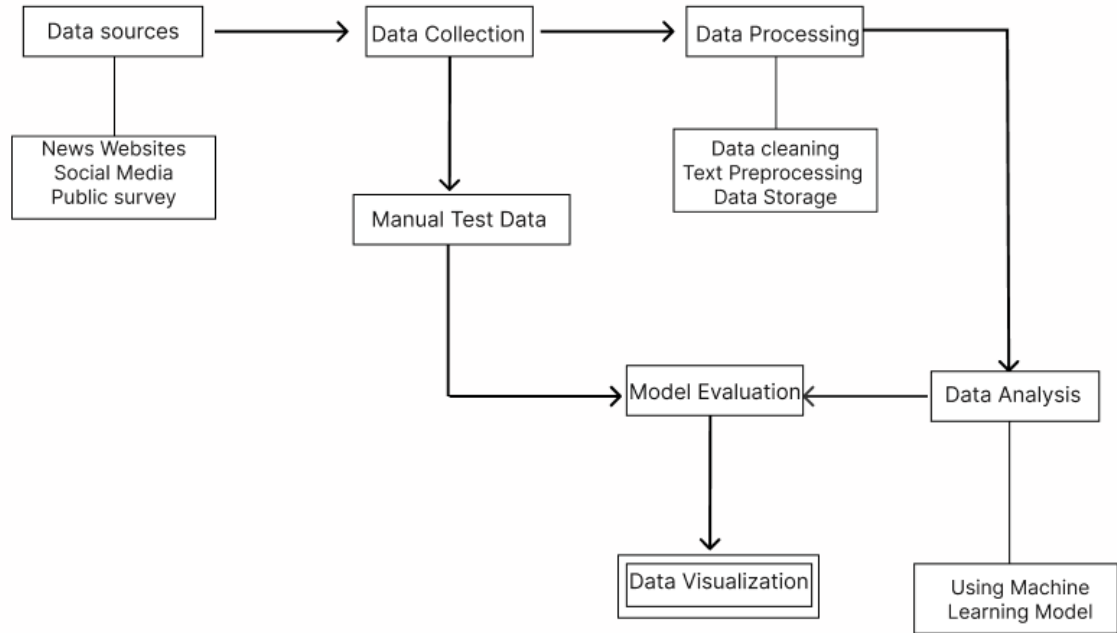 Data sources
Data Collection
Data Processing
News Websites
Social Media
Public survey
Data cleaning
Text Preprocessing
Data Storage
Manual Test Data
Model Evaluation
Data Analysis
Data Visualization
Using Machine
Learning Model